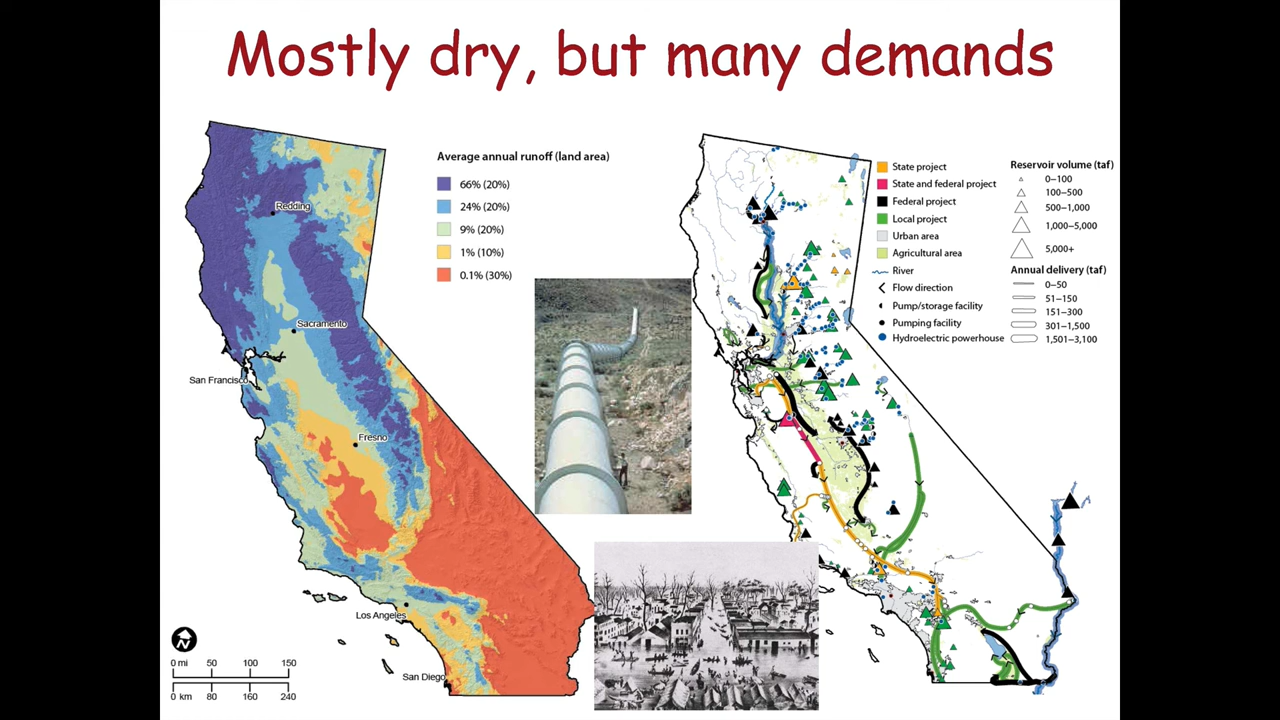 Mostly dry, but many demands
Average annual runoff (land area)
66% (20%)
24% (20%)
9% (20%)
1% (10%)
0.1% (30%)
Redding
Sacramento
San Francisco
Fresno
Los Angeles
San Diego
N
0 mi 50 100 150
0 km 80 160 240
State project
State and federal project
Federal project
Local project
Urban area
Agricultural area
River
Flow direction
Pump/storage facility
Pumping facility
Hydroelectric powerhouse
Reservoir volume (taf)
0–100
100–500
500–1,000
1,000–5,000
5,000+
Annual delivery (taf)
0–50
51–150
151–300
301–1,500
1,501–3,100